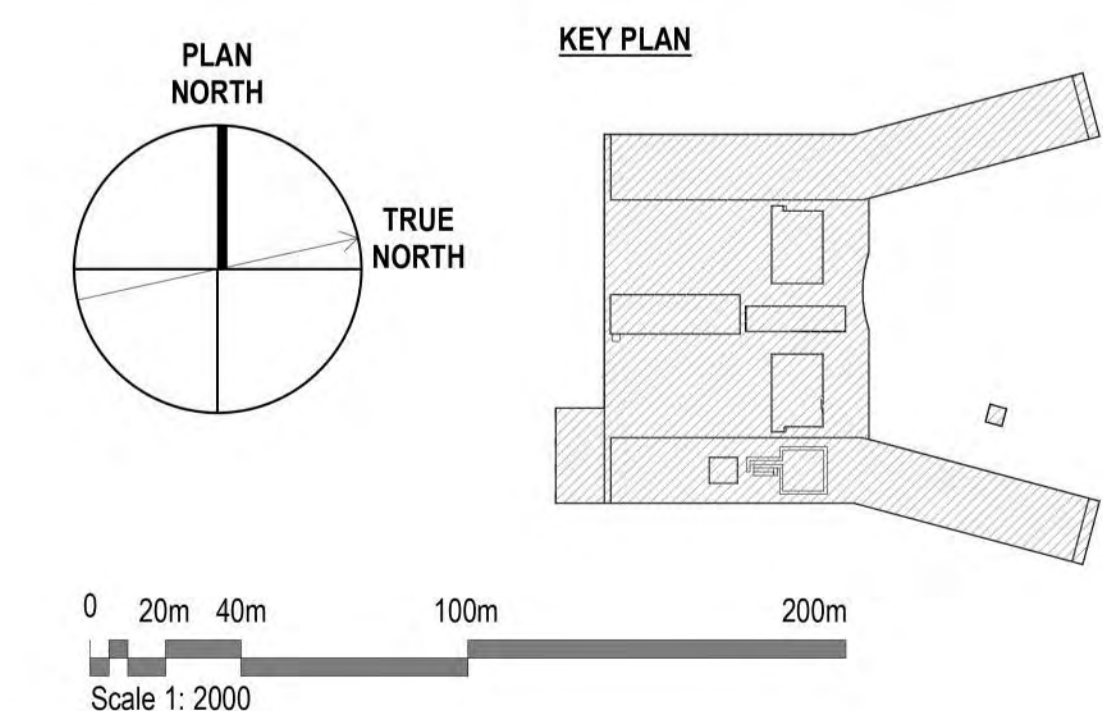 PLAN
NORTH
TRUE
NORTH
KEY PLAN
0 20m 40m 100m 200m
Scale 1: 2000